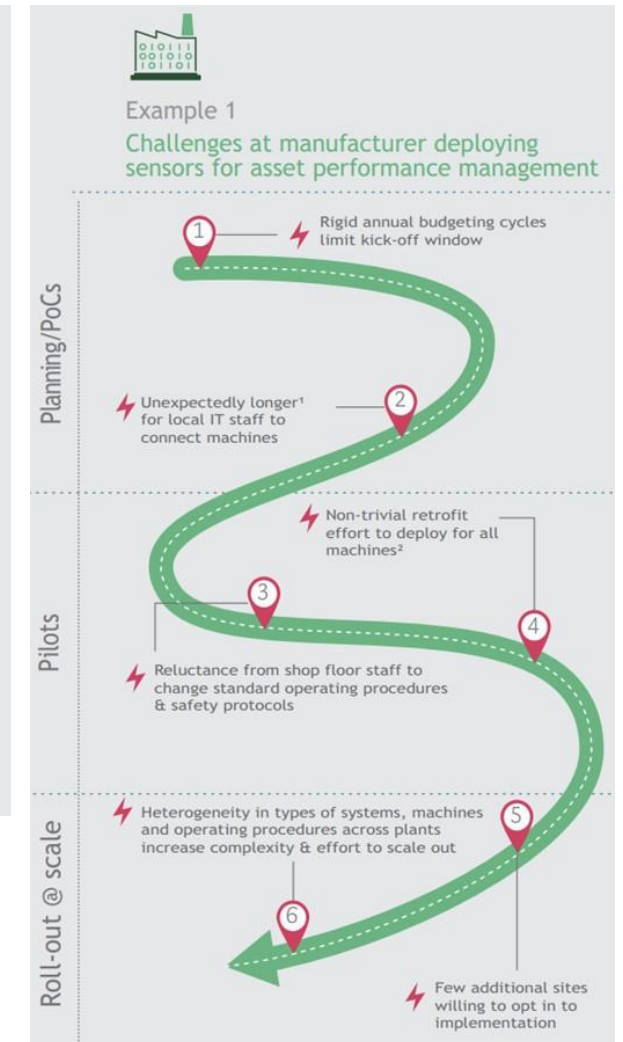 010111
001010
101101
Example 1
Challenges at manufacturer deploying
sensors for asset performance management
Planning/PoCs
1
Rigid annual budgeting cycles
limit kick-off window
2
Unexpectedly longer¹
for local IT staff to
connect machines
Pilots
Non-trivial retrofit
effort to deploy for all
machines²
3
4
Reluctance from shop floor staff to
change standard operating procedures
& safety protocols
Roll-out @ scale
Heterogeneity in types of systems, machines
and operating procedures across plants
increase complexity & effort to scale out
5
6
Few additional sites
willing to opt in to
implementation